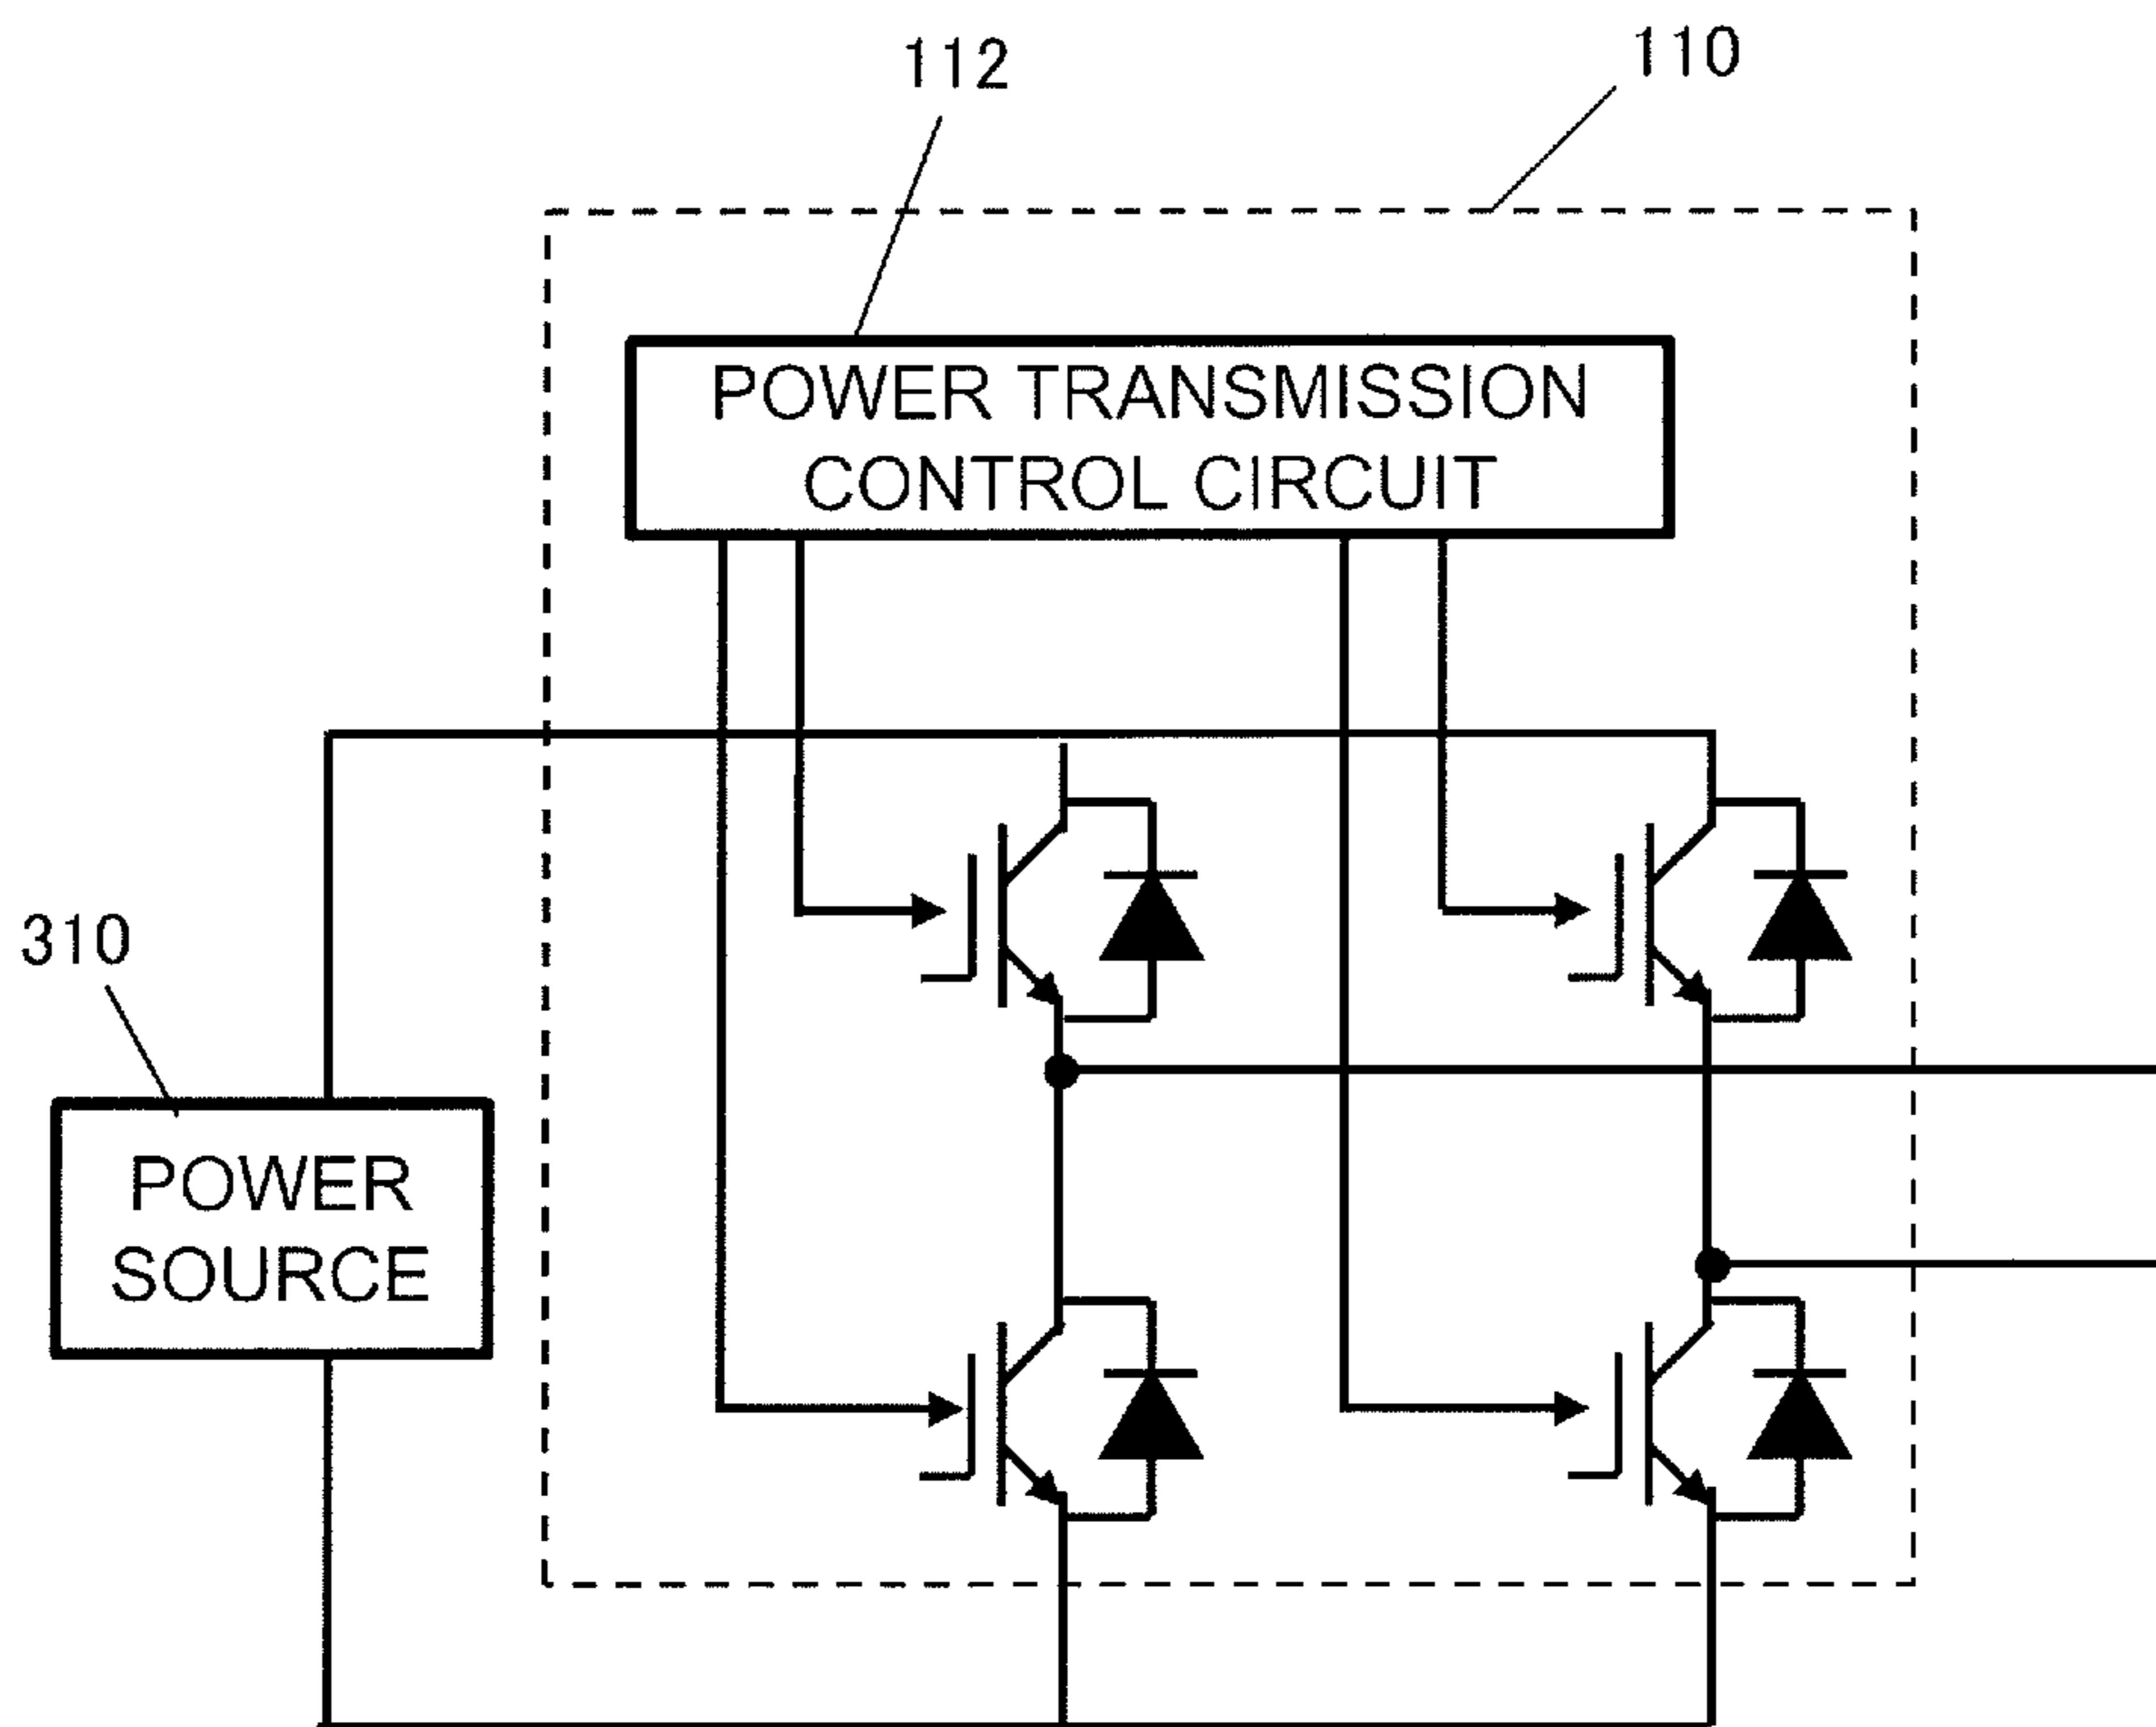 112
110
POWER TRANSMISSION
CONTROL CIRCUIT
310
POWER
SOURCE